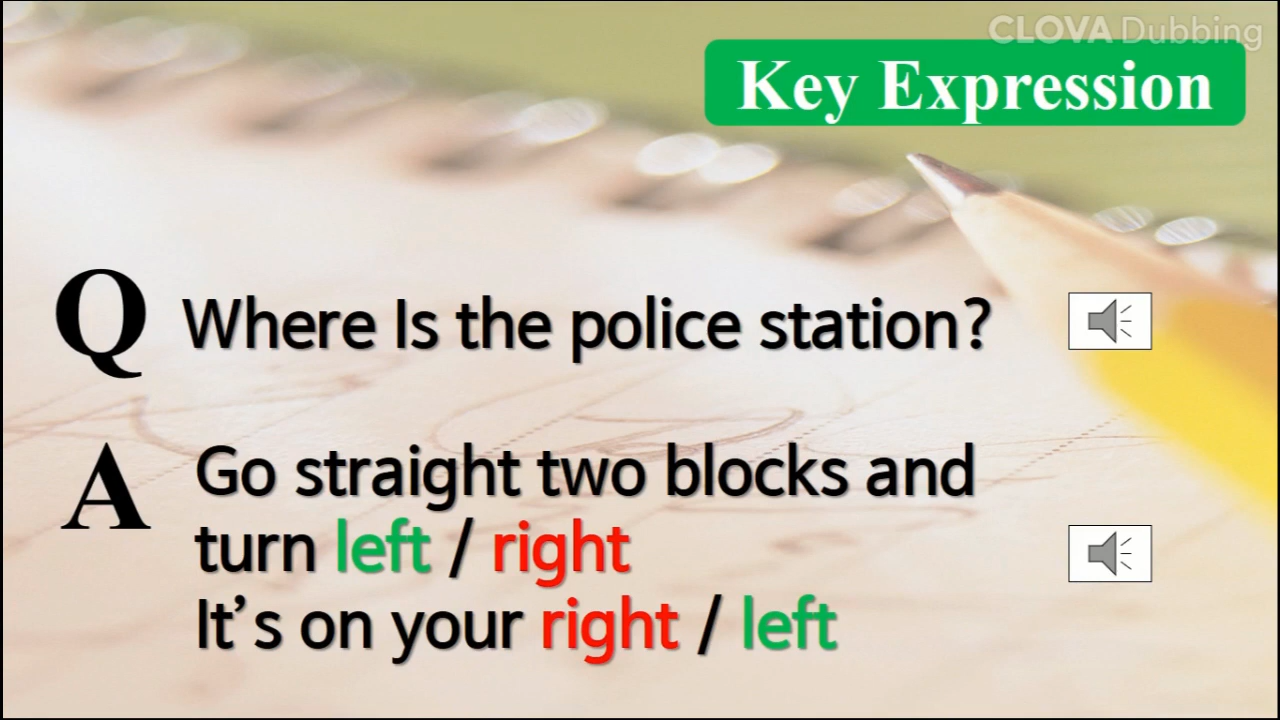 CLOVA Dubbing
Key Expression
Q Where Is the police station?
A Go straight two blocks and
turn left / right
It's on your right / left